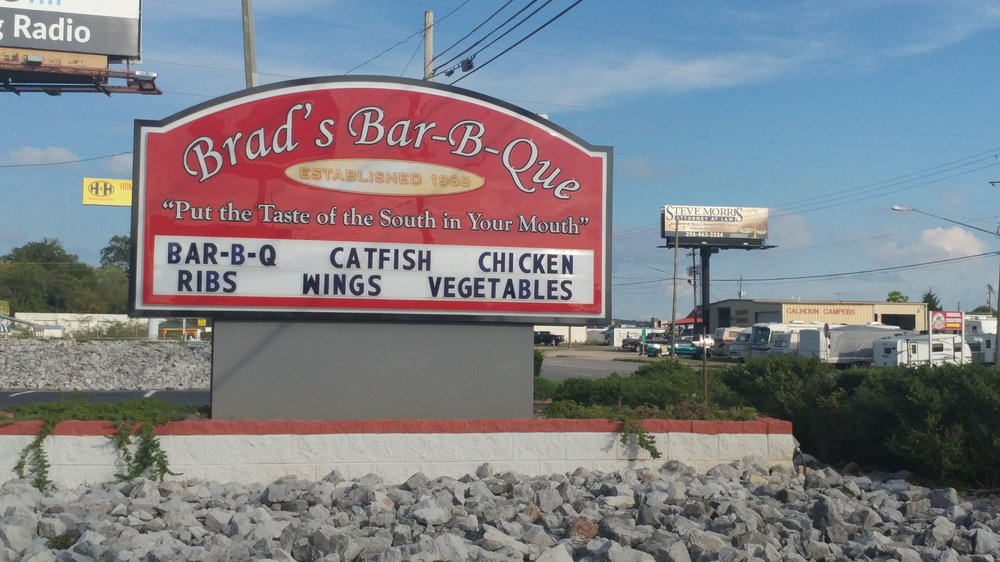 g Radio
Brad's Bar-B-Que
ESTABLISHED 1988
"Put the Taste of the South in Your Mouth"
BAR-B-Q CATFISH CHICKEN
RIBS WINGS VEGETABLES
H&H
STEVE MORRIS
ATTORNEY AT LAW
CALHOUN CAMPERS